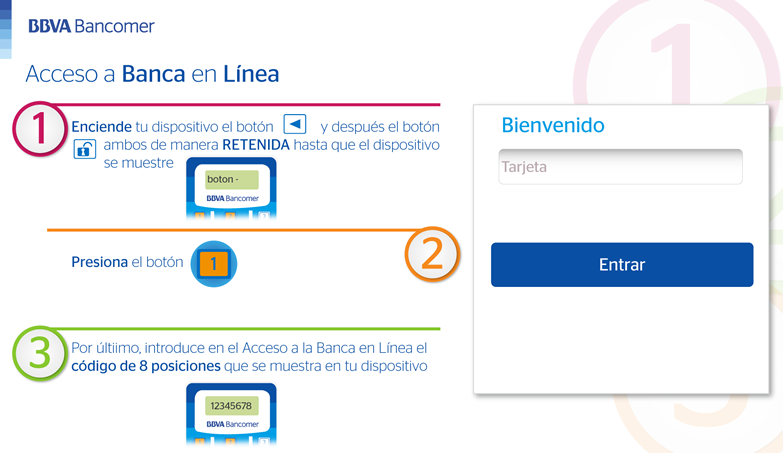 BBVA Bancomer
Acceso a Banca en Línea
1
Enciende tu dispositivo el botón y después el botón
ambos de manera RETENIDA hasta que el dispositivo
se muestre
boton -
BBVA Bancomer
2
Presiona el botón 1
3
Por últiimo, introduce en el Acceso a la Banca en Línea el
código de 8 posiciones que se muestra en tu dispositivo
12345678
BBVA Bancomer
1
2
3
Bienvenido
Tarjeta
Entrar